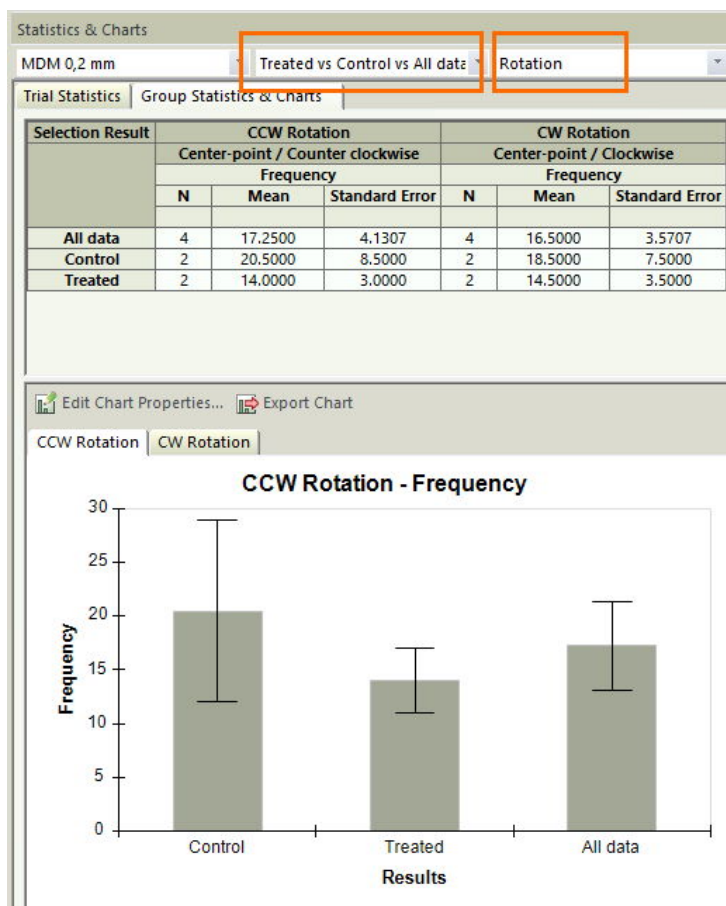 Statistics & Charts
MDM 0,2 mm Treated vs Control vs All data Rotation
Trial Statistics Group Statistics & Charts
Selection Result CCW Rotation CW Rotation
Center-point / Counter clockwise Center-point / Clockwise
Frequency Frequency
N Mean Standard Error N Mean Standard Error
All data 4 17.2500 4.1307 4 16.5000 3.5707
Control 2 20.5000 8.5000 2 18.5000 7.5000
Treated 2 14.0000 3.0000 2 14.5000 3.5000
Edit Chart Properties... Export Chart
CCW Rotation CW Rotation
CCW Rotation - Frequency
30
25
20
15
10
5
0
Frequency
Control Treated All data
Results